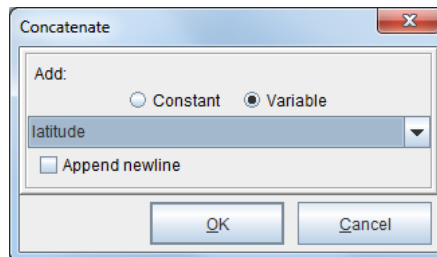 Concatenate
Add:
Constant Variable
latitude
Append newline
OK Cancel